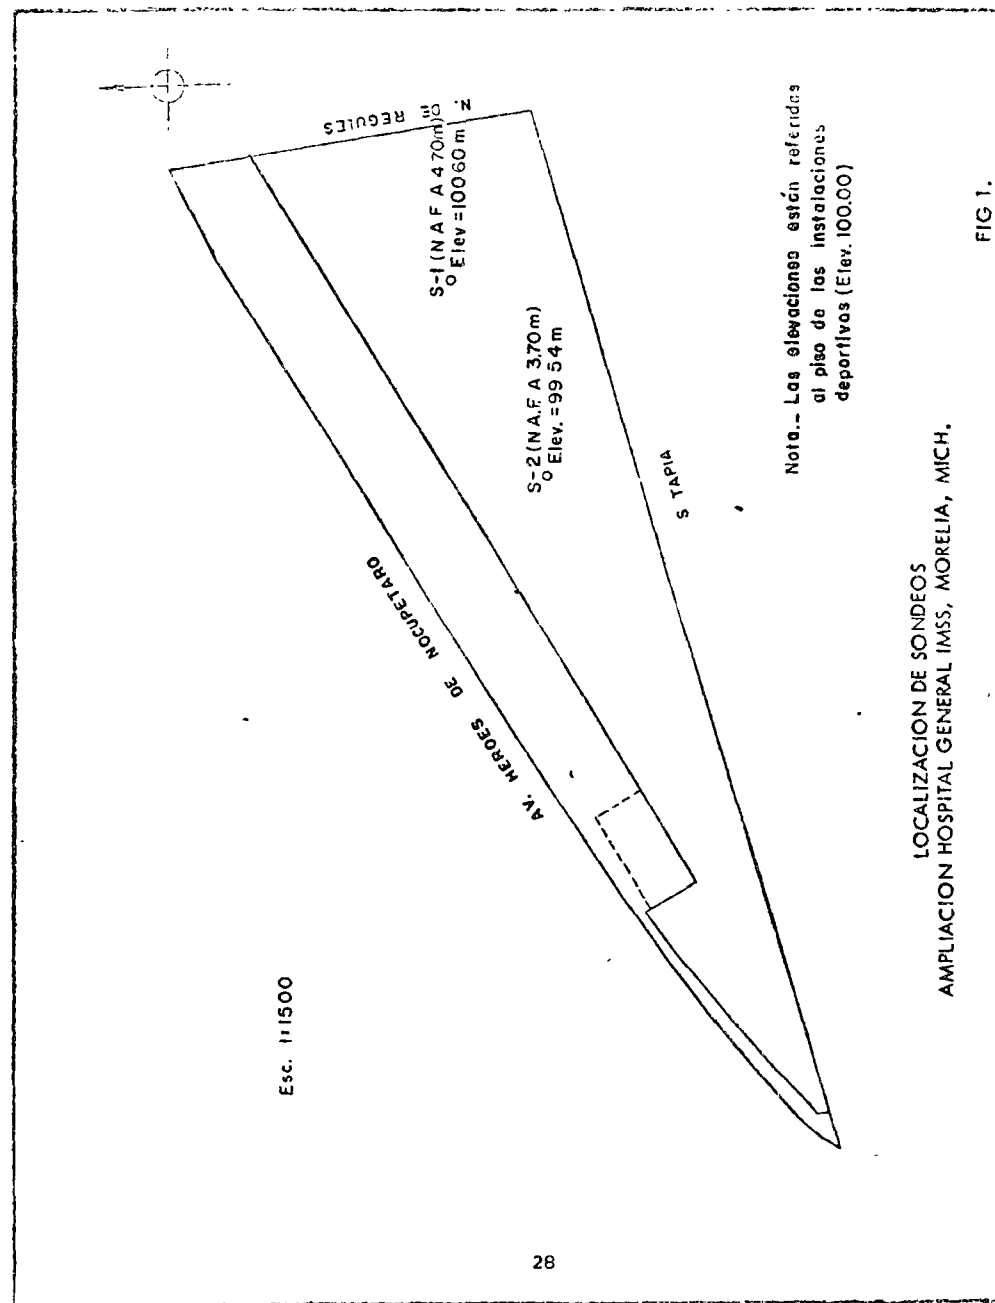 N. DE REGULES
S-1 (N A F A 4 70m)
Elev =100 60 m
S-2 (N.A.F. A 3.70m)
Elev. =99 54 m
AV. HEROES DE NOCUPETARO
S TAPIA
Nota.- Las elevaciones están referidas
al piso de las instalaciones
deportivas (Elev. 100.00)
Esc. 1:1500
LOCALIZACION DE SONDEOS
AMPLIACION HOSPITAL GENERAL IMSS, MORELIA, MICH.
FIG 1.
28